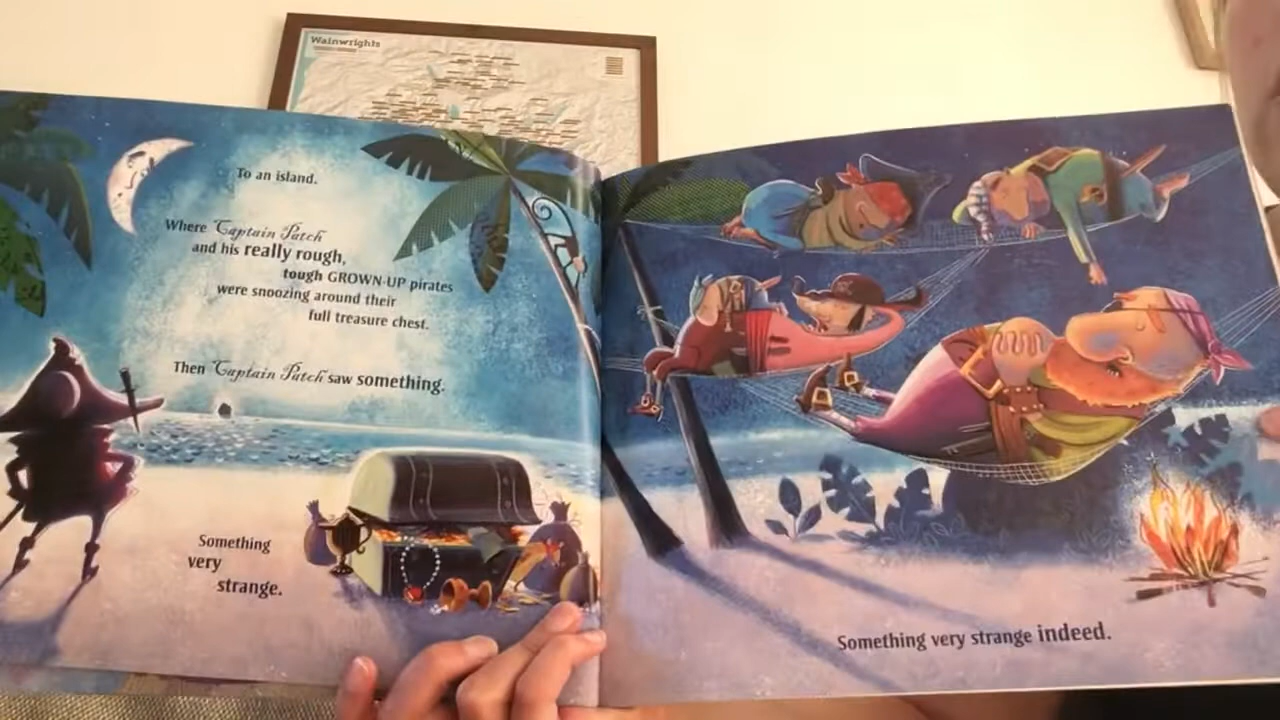 Wainwrights
To an island.
Where Captain Patch
and his really rough,
tough GROWN-UP pirates
were snoozing around their
full treasure chest.
Then Captain Patch saw something.
Something
very
strange.
Something very strange indeed.